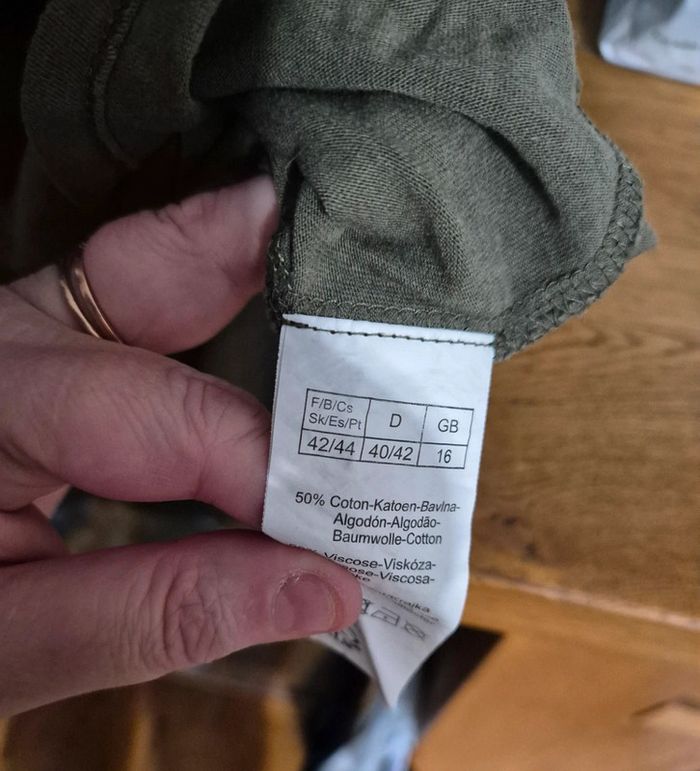 F/B/Cs
Sk/Es/Pt
D
GB
42/44
40/42
16
50% Coton-Katoen-Bavlna-
Algodón-Algodão-
Baumwolle-Cotton
Viscose-Viskóza-
-Viscosa-